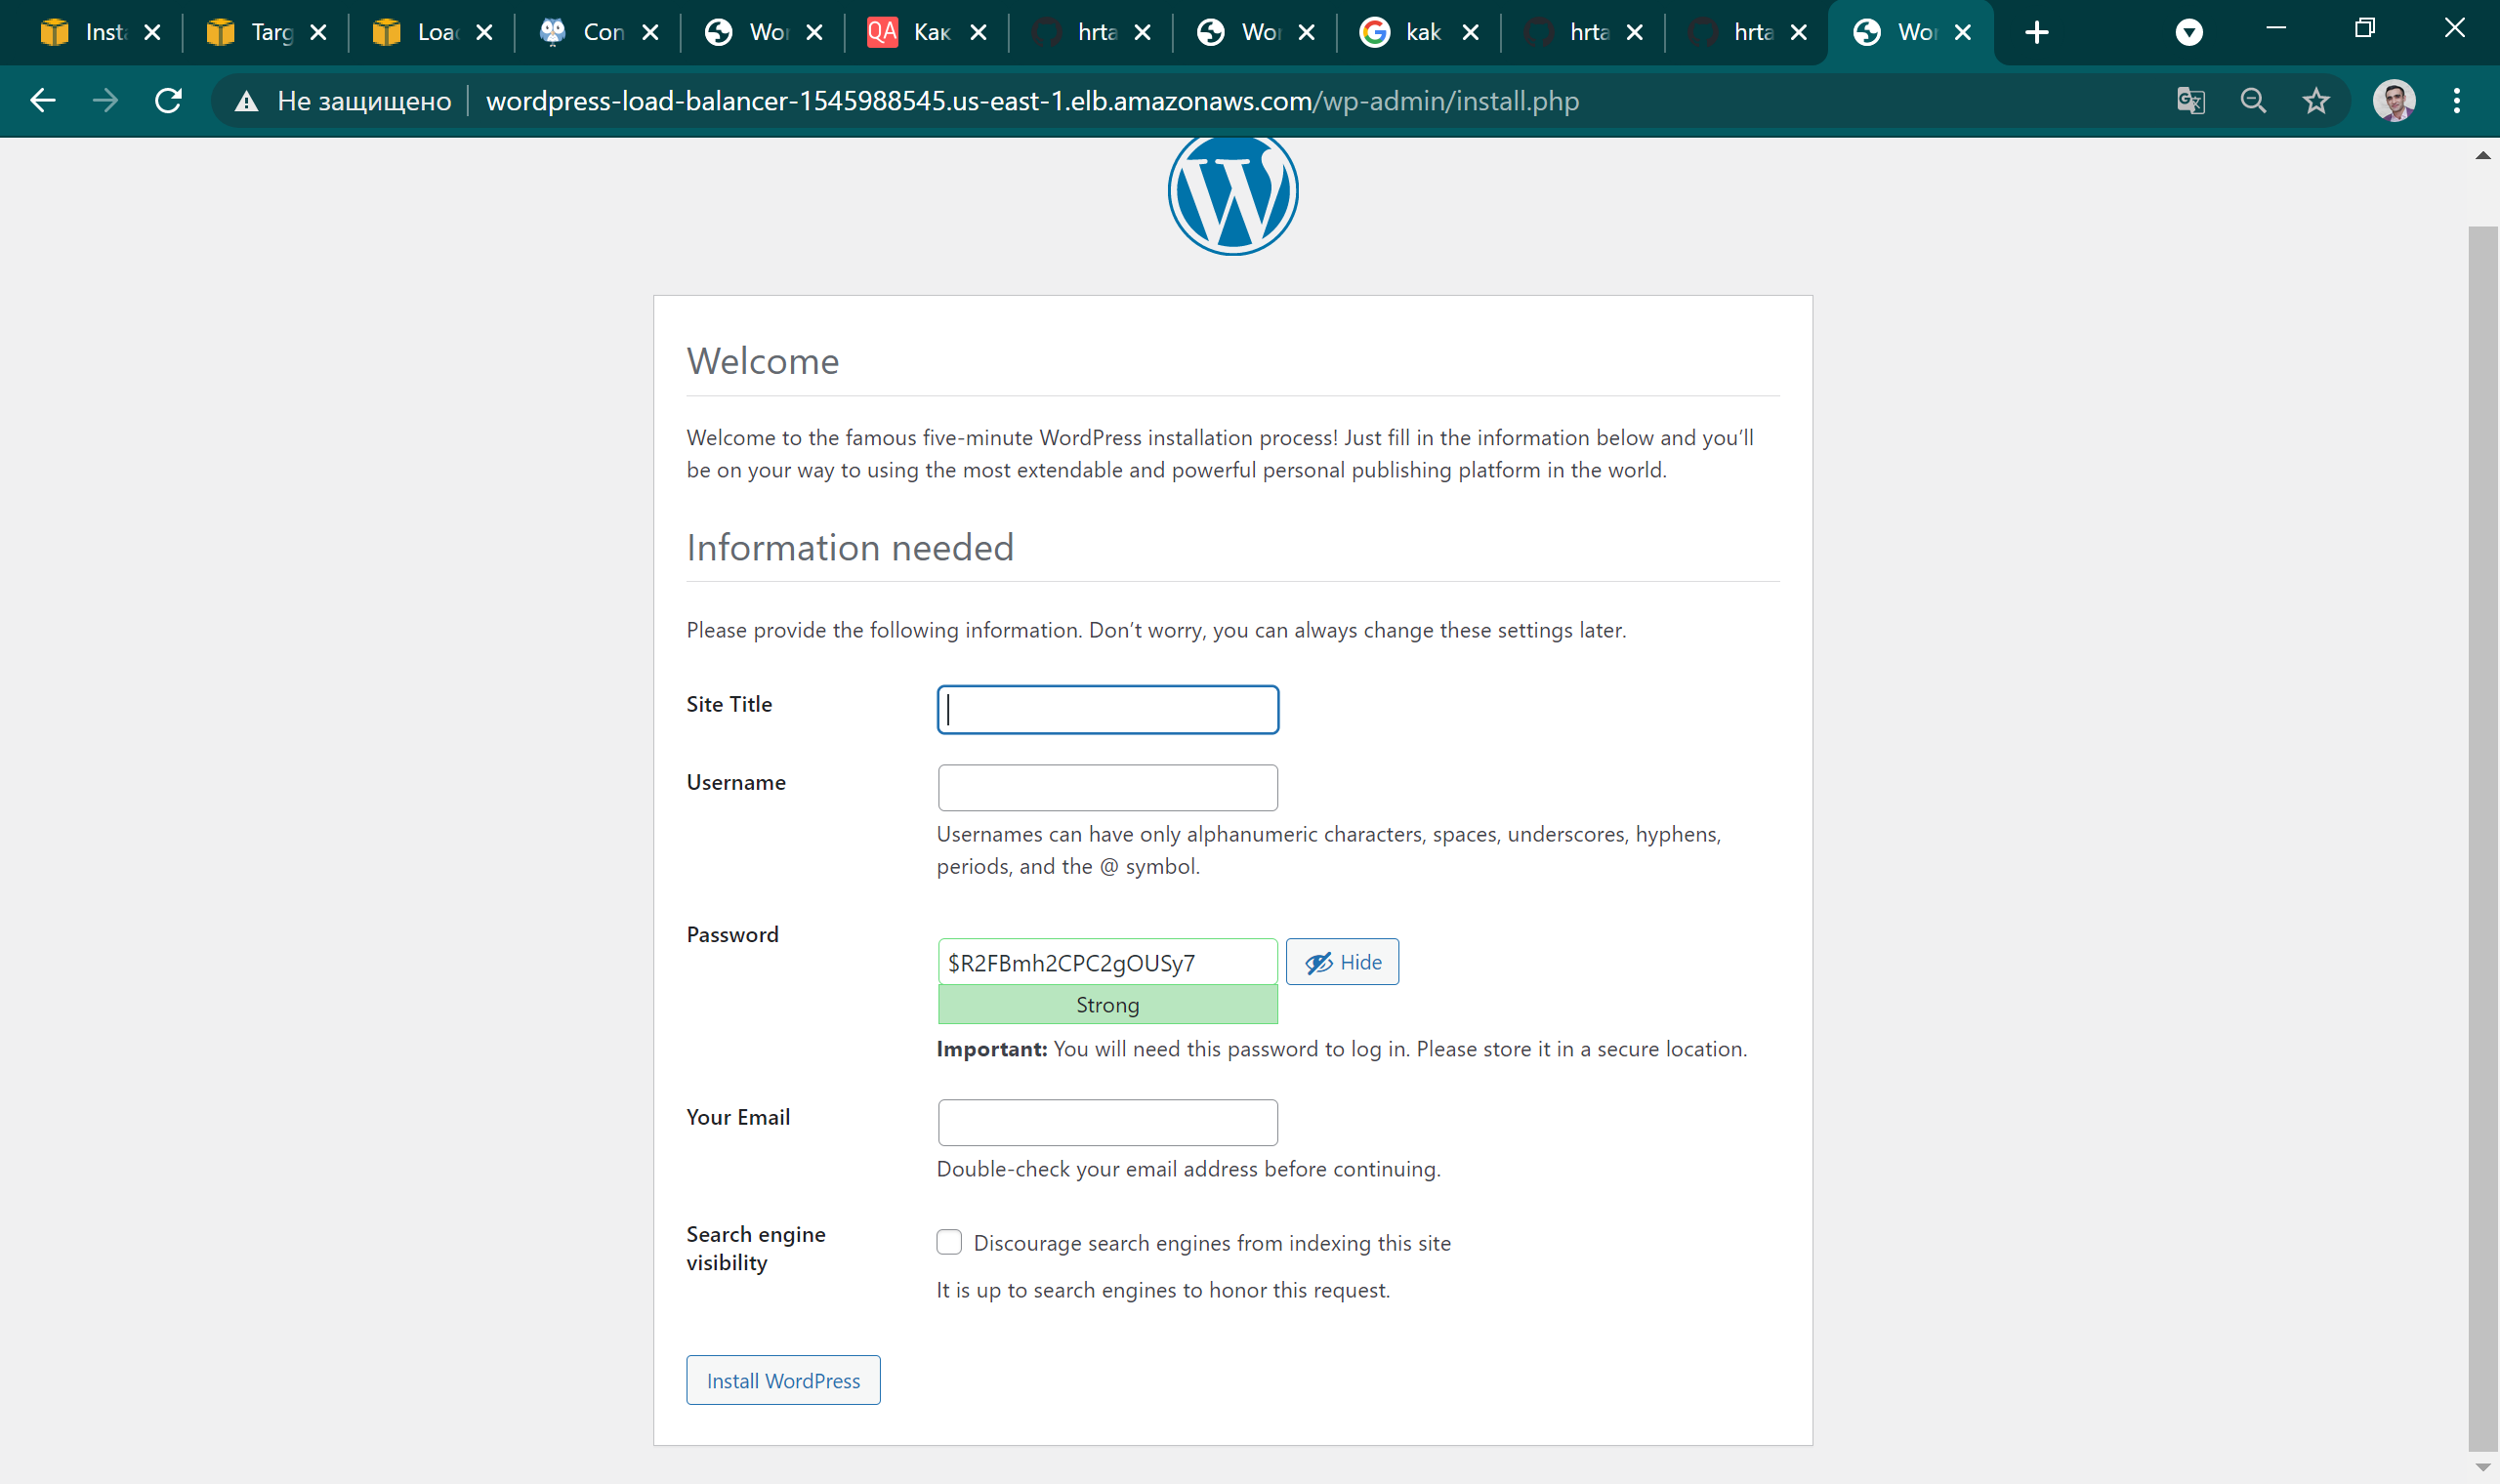 Inst
Targ
Load
Con
Wor
QA Как
hrta
Wor
kak
hrta
hrta
Wor
Не защищено wordpress-load-balancer-1545988545.us-east-1.elb.amazonaws.com/wp-admin/install.php
Welcome
Welcome to the famous five-minute WordPress installation process! Just fill in the information below and you’ll
be on your way to using the most extendable and powerful personal publishing platform in the world.
Information needed
Please provide the following information. Don’t worry, you can always change these settings later.
Site Title
Username
Usernames can have only alphanumeric characters, spaces, underscores, hyphens,
periods, and the @ symbol.
Password
$R2FBmh2CPC2gOUSy7
Hide
Strong
Important: You will need this password to log in. Please store it in a secure location.
Your Email
Double-check your email address before continuing.
Search engine
visibility
Discourage search engines from indexing this site
It is up to search engines to honor this request.
Install WordPress